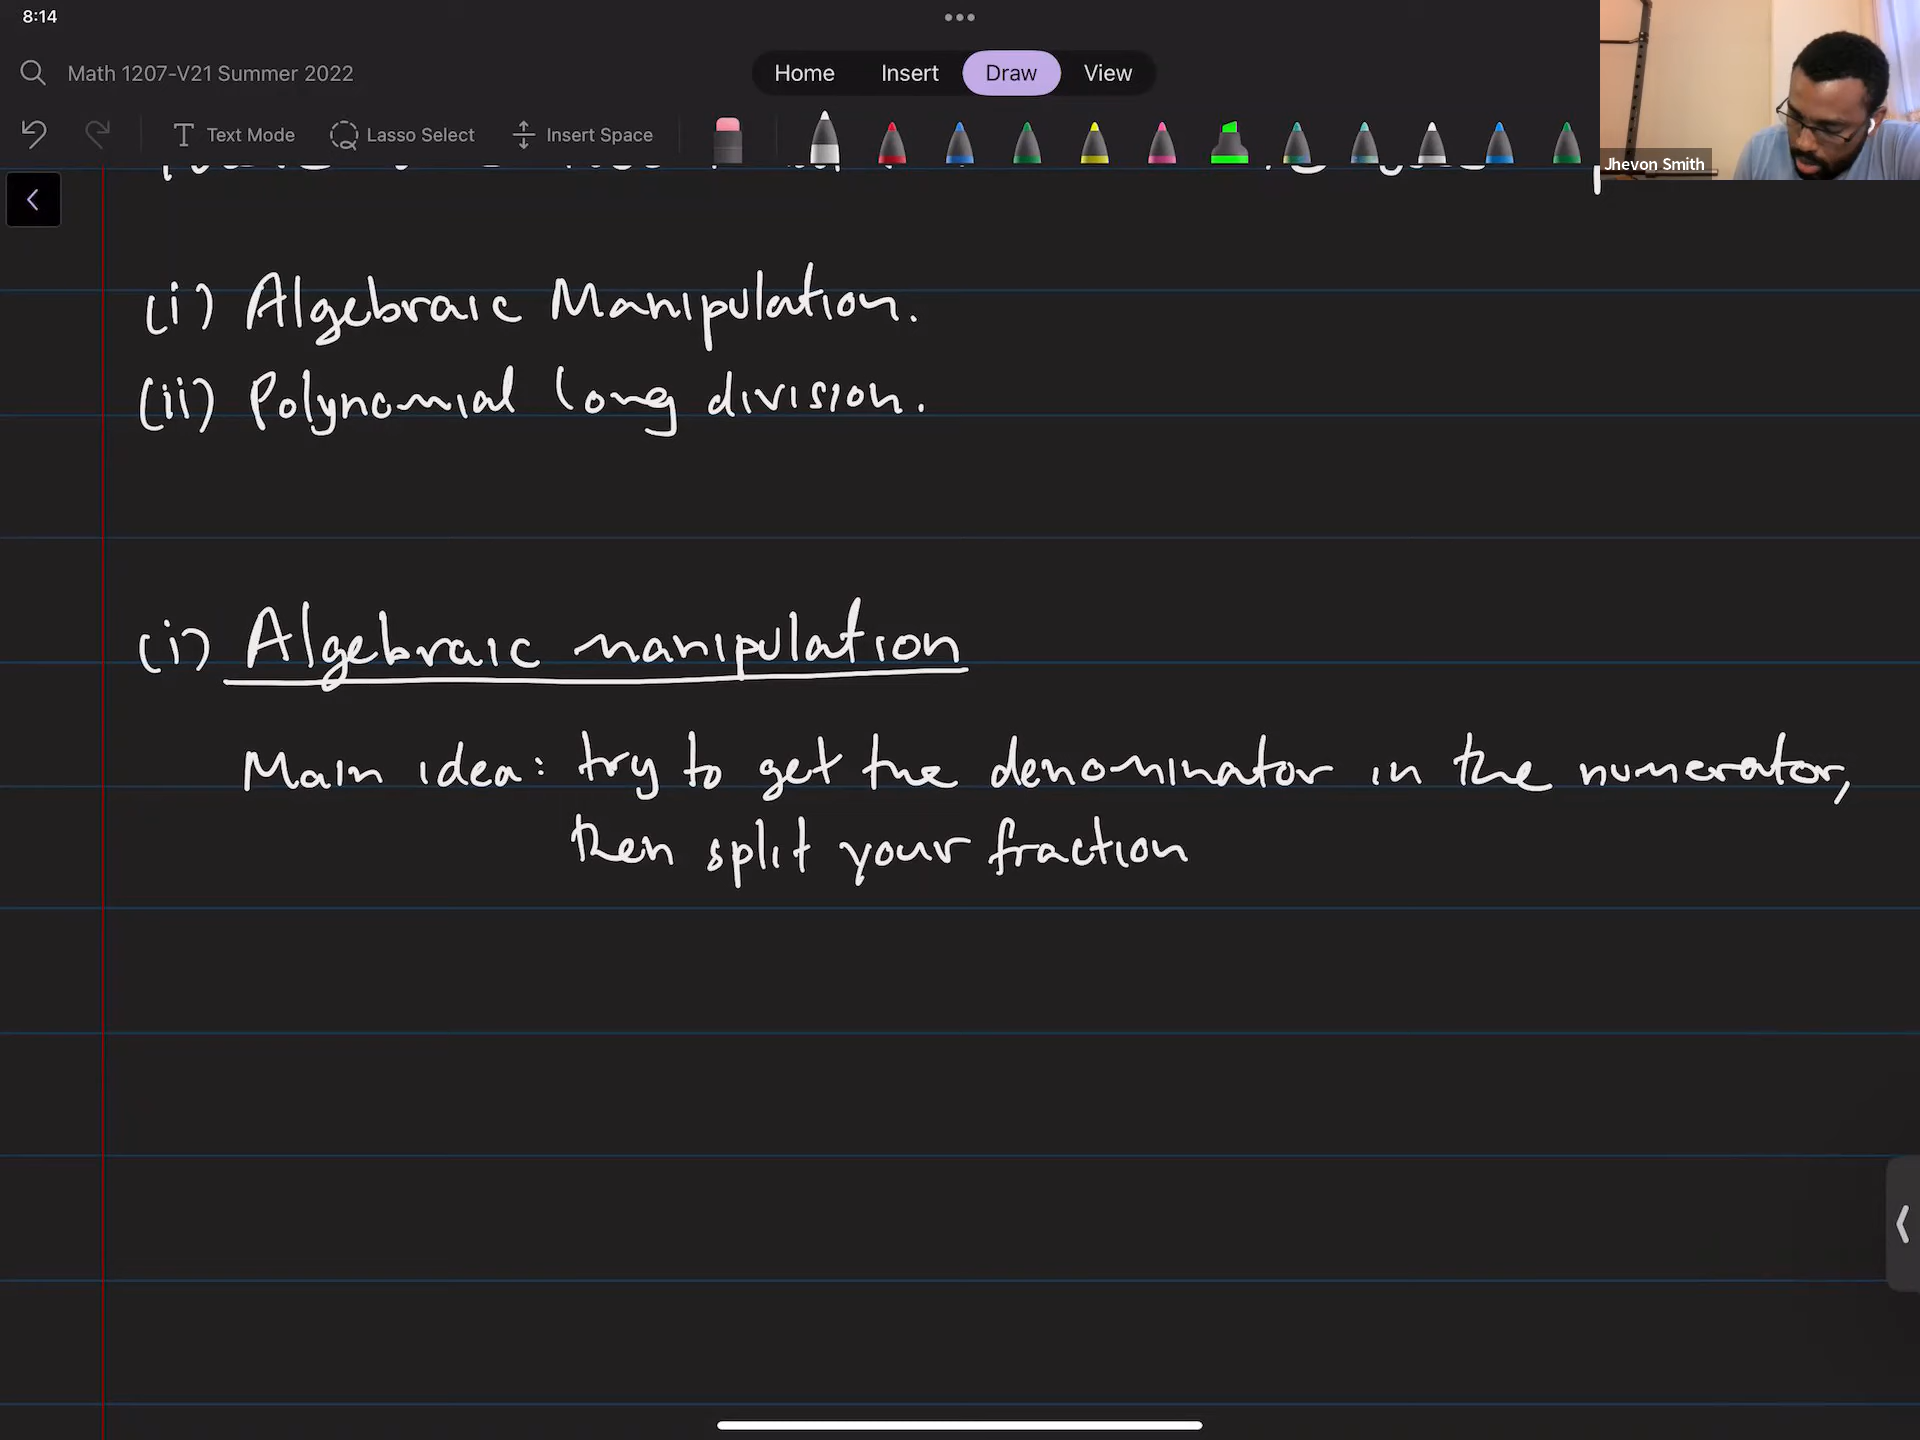 8:14
Math 1207-V21 Summer 2022
Home Insert Draw View
Text Mode Lasso Select Insert Space
Jhevon Smith
(i) Algebraic Manipulation.
(ii) Polynomial long division.
(i) Algebraic manipulation
Main idea: try to get the denominator in the numerator,
then split your fraction